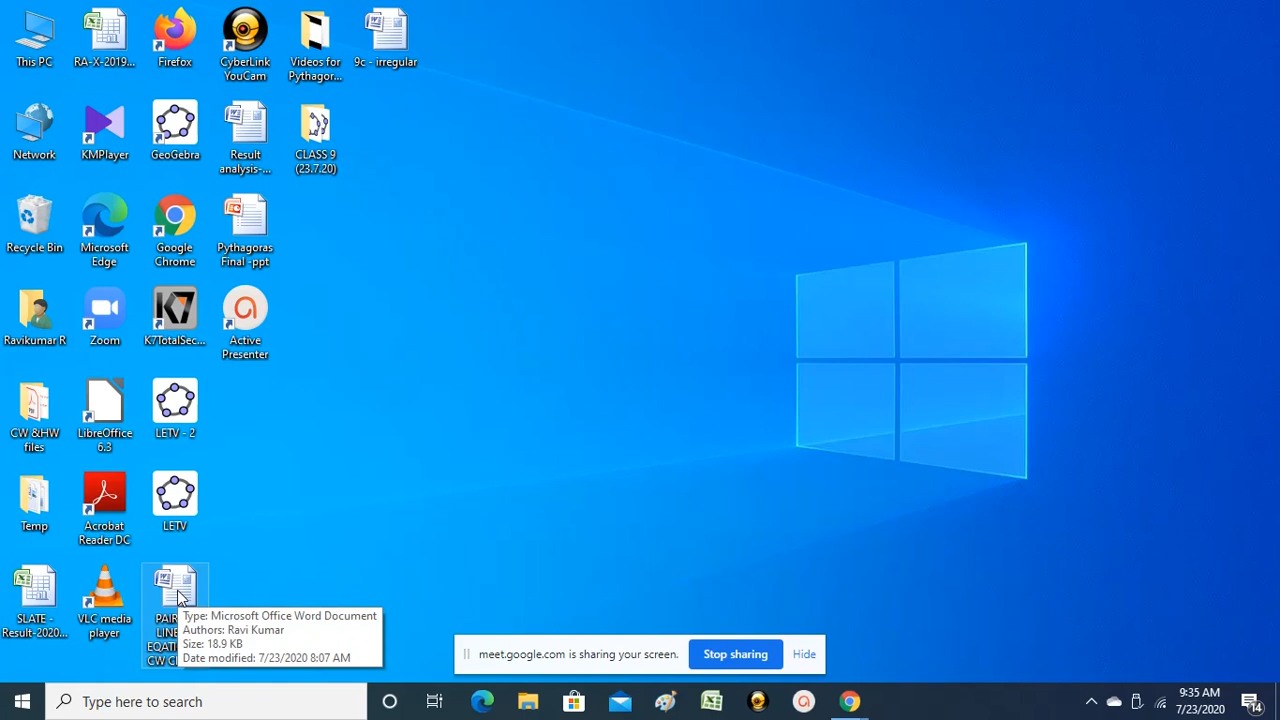 This PC
RA-X-2019...
Firefox
CyberLink
YouCam
Videos for
Pythagor...
9c - irregular
Network
KMPlayer
GeoGebra
Result
analysis-...
CLASS 9
(23.7.20)
Recycle Bin
Microsoft
Edge
Google
Chrome
Pythagoras
Final -ppt
Ravikumar R
Zoom
K7TotalSec...
Active
Presenter
CW &HW
files
LibreOffice
6.3
LETV - 2
Temp
Acrobat
Reader DC
LETV
SLATE -
Result-2020...
VLC media
player
Type: Microsoft Office Word Document
Authors: Ravi Kumar
Size: 18.9 KB
Date modified: 7/23/2020 8:07 AM
meet.google.com is sharing your screen.
Stop sharing
Hide
Type here to search
9:35 AM
7/23/2020
14